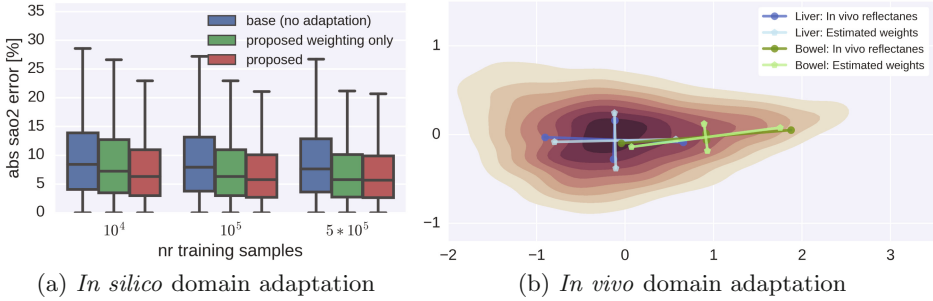 35
30
25
20
15
10
5
0
abs sao2 error [%]
base (no adaptation)
proposed weighting only
proposed
10^4
10^5
5 * 10^5
nr training samples
(a) In silico domain adaptation
1
0
−1
−2
−1
0
1
2
3
Liver: In vivo reflectanes
Liver: Estimated weights
Bowel: In vivo reflectanes
Bowel: Estimated weights
(b) In vivo domain adaptation